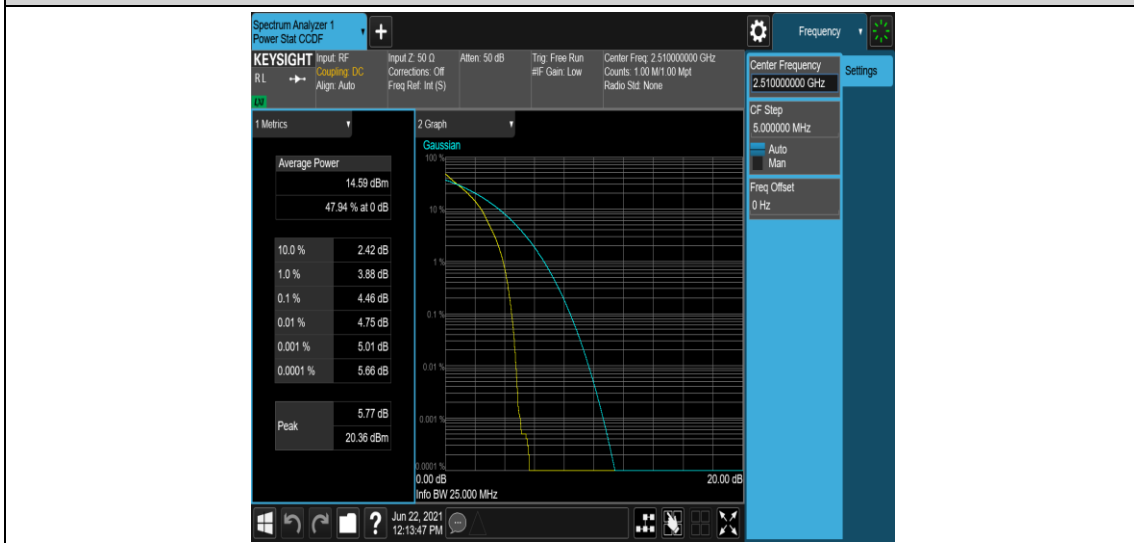 Spectrum Analyzer 1
Power Stat CCDF
Frequency
KEYSIGHT
RL
LXI
Input: RF
Coupling: DC
Align: Auto
Input Z: 50 Ω
Corrections: Off
Freq Ref: Int (S)
Atten: 50 dB
Trig: Free Run
#IF Gain: Low
Center Freq: 2.510000000 GHz
Counts: 1.00 M/1.00 Mpt
Radio Std: None
Center Frequency
2.510000000 GHz
Settings
CF Step
5.000000 MHz
Auto
Man
Freq Offset
0 Hz
1 Metrics
Average Power
14.59 dBm
47.94 % at 0 dB
10.0 % 2.42 dB
1.0 % 3.88 dB
0.1 % 4.46 dB
0.01 % 4.75 dB
0.001 % 5.01 dB
0.0001 % 5.66 dB
Peak
5.77 dB
20.36 dBm
2 Graph
Gaussian
100 %
10 %
1 %
0.1 %
0.01 %
0.001 %
0.0001 %
0.00 dB 20.00 dB
Info BW 25.000 MHz
?
Jun 22, 2021
12:13:47 PM